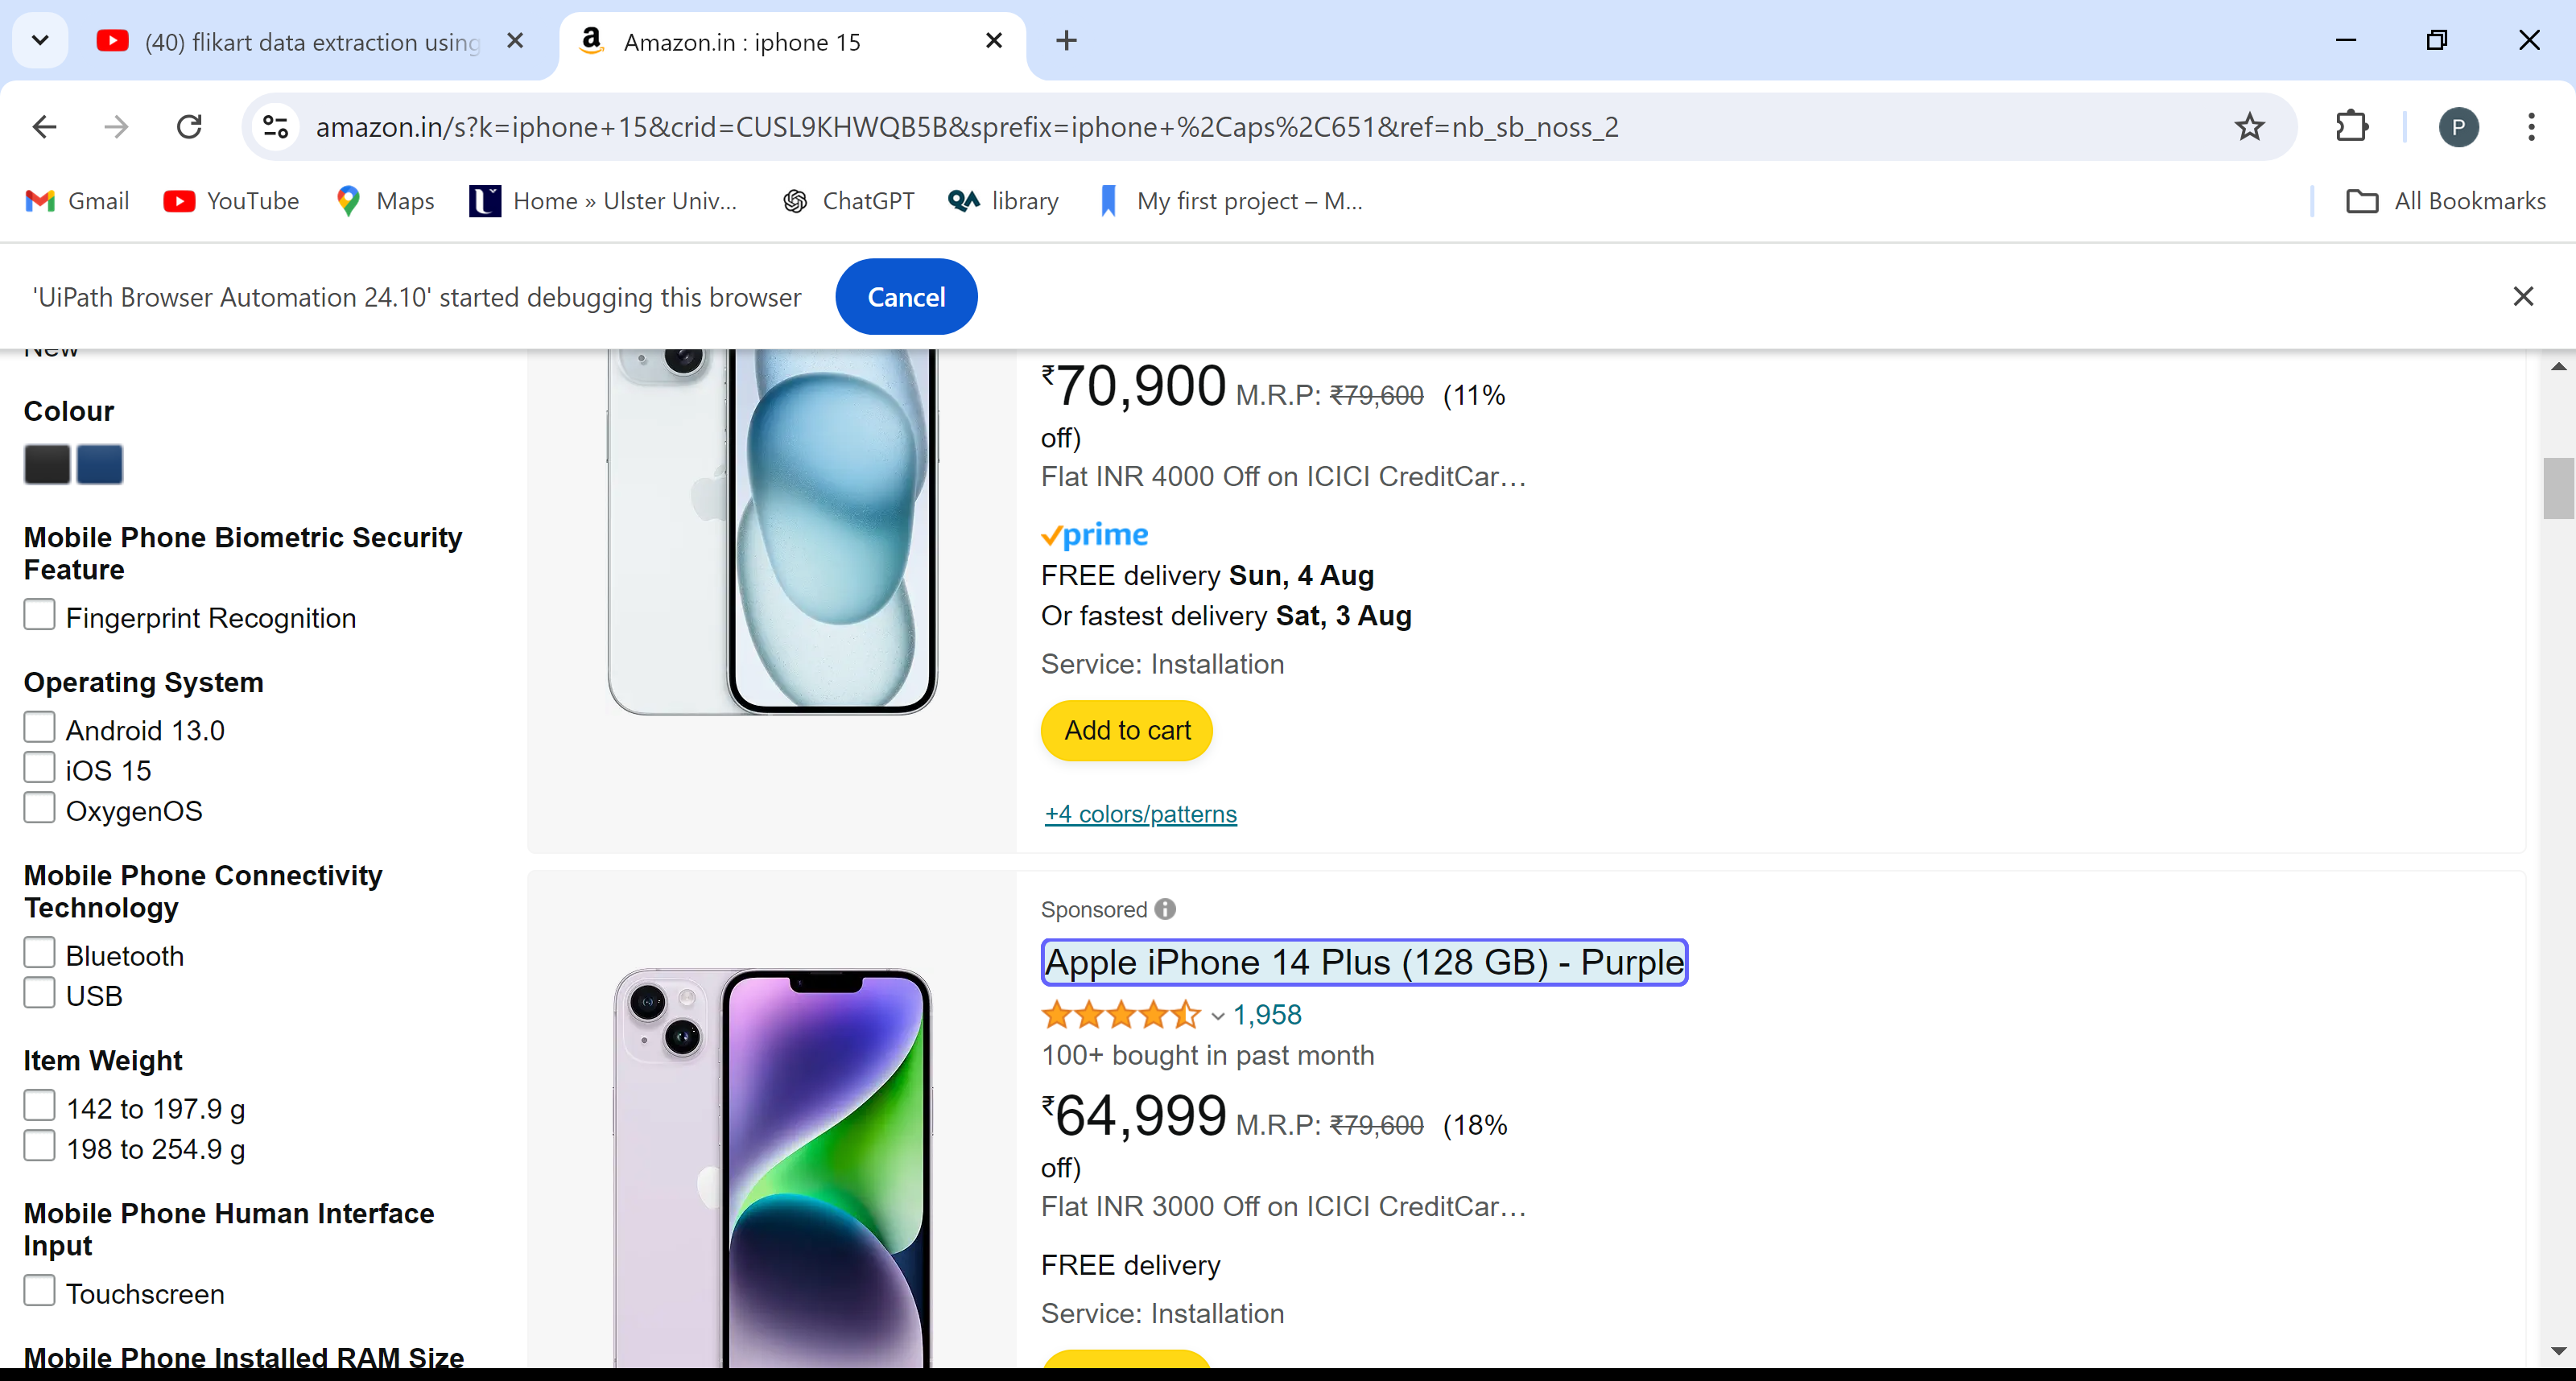 (40) flikart data extraction using
Amazon.in : iphone 15
amazon.in/s?k=iphone+15&crid=CUSL9KHWQB5B&sprefix=iphone+%2Caps%2C651&ref=nb_sb_noss_2
P
Gmail
YouTube
Maps
Home » Ulster Univ...
ChatGPT
QA library
My first project – M...
All Bookmarks
'UiPath Browser Automation 24.10' started debugging this browser
Cancel
New
Colour
Mobile Phone Biometric Security
Feature
Fingerprint Recognition
Operating System
Android 13.0
iOS 15
OxygenOS
Mobile Phone Connectivity
Technology
Bluetooth
USB
Item Weight
142 to 197.9 g
198 to 254.9 g
Mobile Phone Human Interface
Input
Touchscreen
Mobile Phone Installed RAM Size
₹70,900 M.R.P: ₹79,600 (11%
off)
Flat INR 4000 Off on ICICI CreditCar…
prime
FREE delivery Sun, 4 Aug
Or fastest delivery Sat, 3 Aug
Service: Installation
Add to cart
+4 colors/patterns
Sponsored
Apple iPhone 14 Plus (128 GB) - Purple
1,958
100+ bought in past month
₹64,999 M.R.P: ₹79,600 (18%
off)
Flat INR 3000 Off on ICICI CreditCar…
FREE delivery
Service: Installation